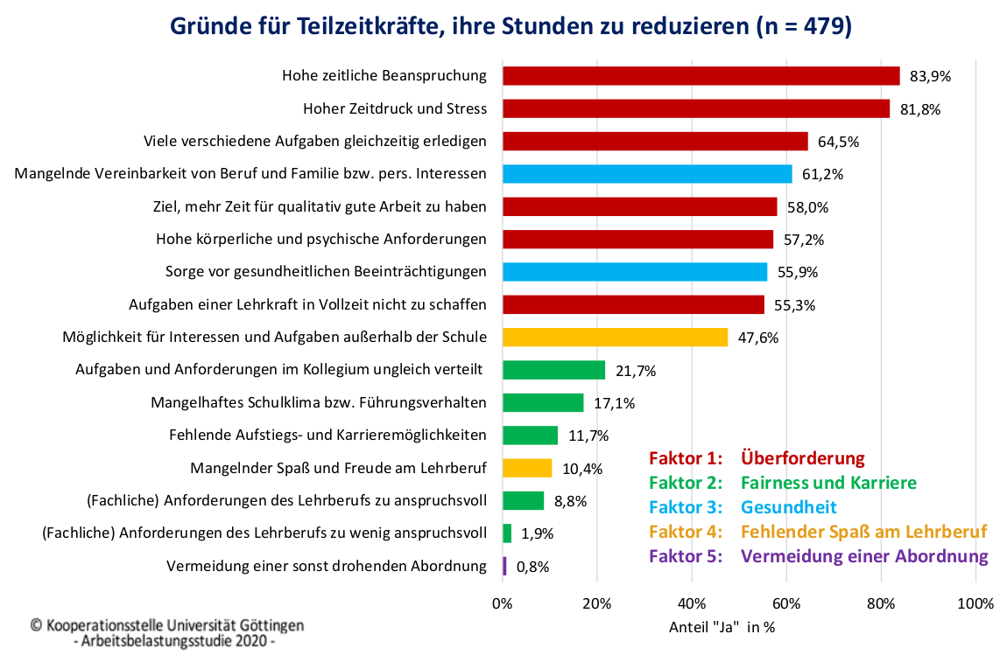 Gründe für Teilzeitkräfte, ihre Stunden zu reduzieren (n = 479)
Hohe zeitliche Beanspruchung 83,9%
Hoher Zeitdruck und Stress 81,8%
Viele verschiedene Aufgaben gleichzeitig erledigen 64,5%
Mangelnde Vereinbarkeit von Beruf und Familie bzw. pers. Interessen 61,2%
Ziel, mehr Zeit für qualitativ gute Arbeit zu haben 58,0%
Hohe körperliche und psychische Anforderungen 57,2%
Sorge vor gesundheitlichen Beeinträchtigungen 55,9%
Aufgaben einer Lehrkraft in Vollzeit nicht zu schaffen 55,3%
Möglichkeit für Interessen und Aufgaben außerhalb der Schule 47,6%
Aufgaben und Anforderungen im Kollegium ungleich verteilt 21,7%
Mangelhaftes Schulklima bzw. Führungsverhalten 17,1%
Fehlende Aufstiegs- und Karrieremöglichkeiten 11,7%
Mangelnder Spaß und Freude am Lehrberuf 10,4%
(Fachliche) Anforderungen des Lehrberufs zu anspruchsvoll 8,8%
(Fachliche) Anforderungen des Lehrberufs zu wenig anspruchsvoll 1,9%
Vermeidung einer sonst drohenden Abordnung 0,8%
Faktor 1: Überforderung
Faktor 2: Fairness und Karriere
Faktor 3: Gesundheit
Faktor 4: Fehlender Spaß am Lehrberuf
Faktor 5: Vermeidung einer Abordnung
0% 20% 40% 60% 80% 100%
Anteil "Ja" in %
© Kooperationsstelle Universität Göttingen
- Arbeitsbelastungsstudie 2020 -